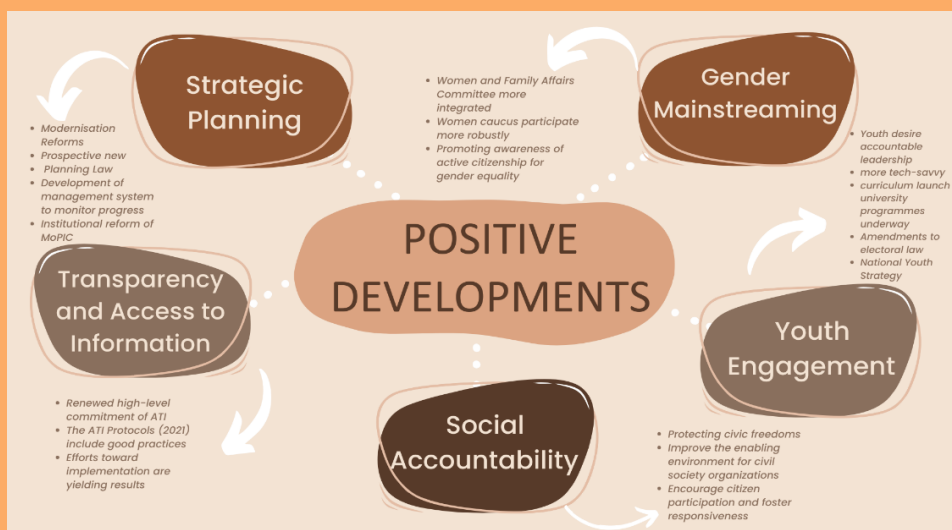 Strategic
Planning
• Modernisation
Reforms
• Prospective new
• Planning Law
• Development of
management system
to monitor progress
• Institutional reform of
MoPIC
• Women and Family Affairs
Committee more
integrated
• Women caucus participate
more robustly
• Promoting awareness of
active citizenship for
gender equality
Gender
Mainstreaming
• Youth desire
accountable
leadership
• more tech-savvy
• curriculum launch
university
programmes
underway
• Amendments to
electoral law
• National Youth
Strategy
POSITIVE
DEVELOPMENTS
Transparency
and Access to
Information
Youth
Engagement
• Renewed high-level
commitment of ATI
• The ATI Protocols (2021)
include good practices
• Efforts toward
implementation are
yielding results
Social
Accountability
• Protecting civic freedoms
• Improve the enabling
environment for civil
society organizations
• Encourage citizen
participation and foster
responsiveness